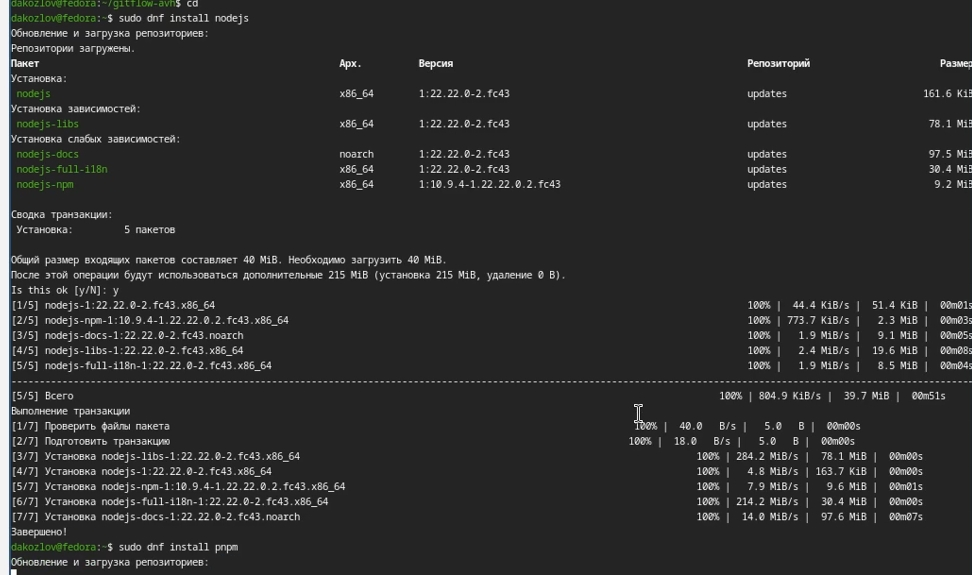 dakozlov@fedora:~/gitflow-avh$ cd
dakozlov@fedora:~$ sudo dnf install nodejs
Обновление и загрузка репозиториев:
Репозитории загружены.
Пакет Арх. Версия Репозиторий Размер
Установка:
nodejs x86_64 1:22.22.0-2.fc43 updates 161.6 KiB
Установка зависимостей:
nodejs-libs x86_64 1:22.22.0-2.fc43 updates 78.1 MiB
Установка слабых зависимостей:
nodejs-docs noarch 1:22.22.0-2.fc43 updates 97.5 MiB
nodejs-full-i18n x86_64 1:22.22.0-2.fc43 updates 30.4 MiB
nodejs-npm x86_64 1:10.9.4-1.22.22.0.2.fc43 updates 9.2 MiB
Сводка транзакции:
Установка: 5 пакетов
Общий размер входящих пакетов составляет 40 MiB. Необходимо загрузить 40 MiB.
После этой операции будут использоваться дополнительные 215 MiB (установка 215 MiB, удаление 0 B).
Is this ok [y/N]: y
[1/5] nodejs-1:22.22.0-2.fc43.x86_64 100% | 44.4 KiB/s | 51.4 KiB | 00m01s
[2/5] nodejs-npm-1:10.9.4-1.22.22.0.2.fc43.x86_64 100% | 773.7 KiB/s | 2.3 MiB | 00m03s
[3/5] nodejs-docs-1:22.22.0-2.fc43.noarch 100% | 1.9 MiB/s | 9.1 MiB | 00m05s
[4/5] nodejs-libs-1:22.22.0-2.fc43.x86_64 100% | 2.4 MiB/s | 19.6 MiB | 00m08s
[5/5] nodejs-full-i18n-1:22.22.0-2.fc43.x86_64 100% | 1.9 MiB/s | 8.5 MiB | 00m04s
--------------------------------------------------------------------------------
[5/5] Всего 100% | 804.9 KiB/s | 39.7 MiB | 00m51s
Выполнение транзакции
[1/7] Проверить файлы пакета 100% | 40.0 B/s | 5.0 B | 00m00s
[2/7] Подготовить транзакцию 100% | 18.0 B/s | 5.0 B | 00m00s
[3/7] Установка nodejs-libs-1:22.22.0-2.fc43.x86_64 100% | 284.2 MiB/s | 78.1 MiB | 00m00s
[4/7] Установка nodejs-1:22.22.0-2.fc43.x86_64 100% | 4.8 MiB/s | 163.7 KiB | 00m00s
[5/7] Установка nodejs-npm-1:10.9.4-1.22.22.0.2.fc43.x86_64 100% | 7.9 MiB/s | 9.6 MiB | 00m01s
[6/7] Установка nodejs-full-i18n-1:22.22.0-2.fc43.x86_64 100% | 214.2 MiB/s | 30.4 MiB | 00m00s
[7/7] Установка nodejs-docs-1:22.22.0-2.fc43.noarch 100% | 14.0 MiB/s | 97.6 MiB | 00m07s
Завершено!
dakozlov@fedora:~$ sudo dnf install pnpm
Обновление и загрузка репозиториев: